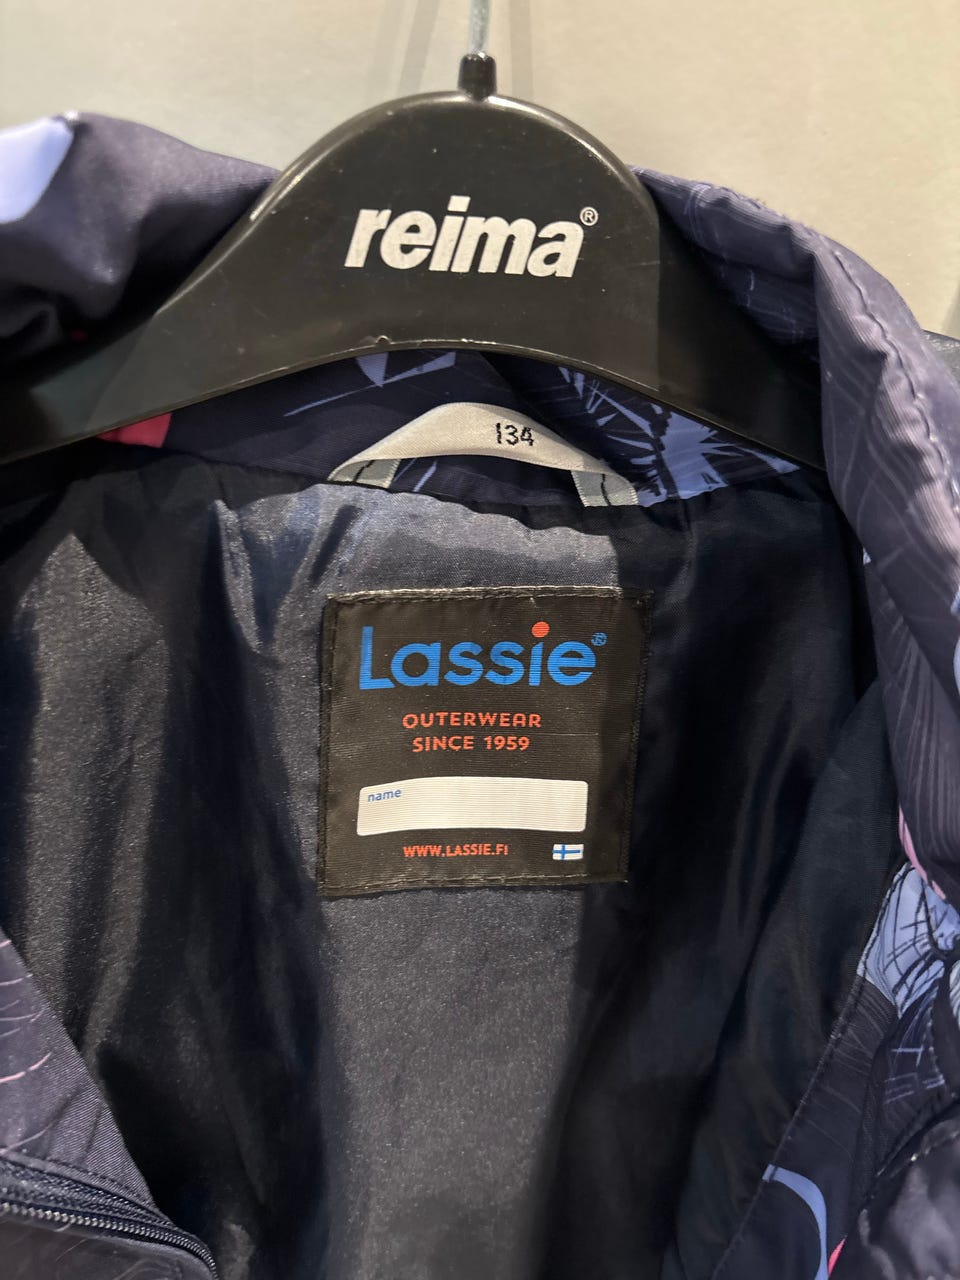 reima®
134
Lassie®
OUTERWEAR
SINCE 1959
name
WWW.LASSIE.FI